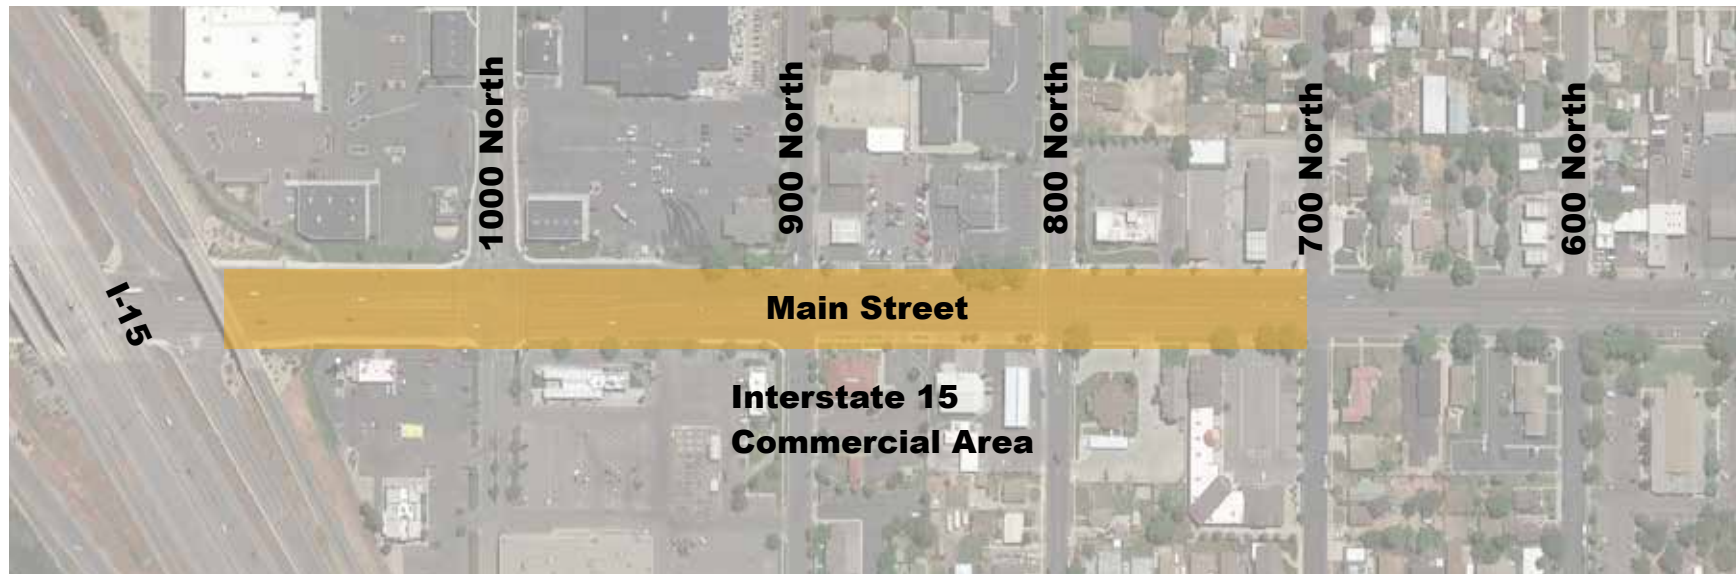 1000 North
900 North
800 North
700 North
600 North
I-15
Main Street
Interstate 15
Commercial Area